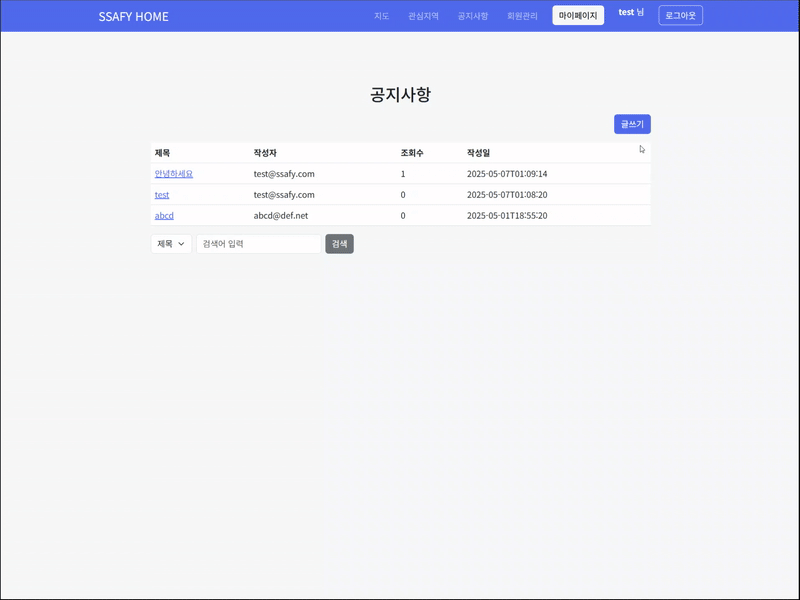 SSAFY HOME 지도 관심지역 공지사항 회원관리 마이페이지 test 님 로그아웃
공지사항
글쓰기
제목 작성자 조회수 작성일
안녕하세요 test@ssafy.com 1 2025-05-07T01:09:14
test test@ssafy.com 0 2025-05-07T01:08:20
abcd abcd@def.net 0 2025-05-01T18:55:20
제목 검색어 입력 검색